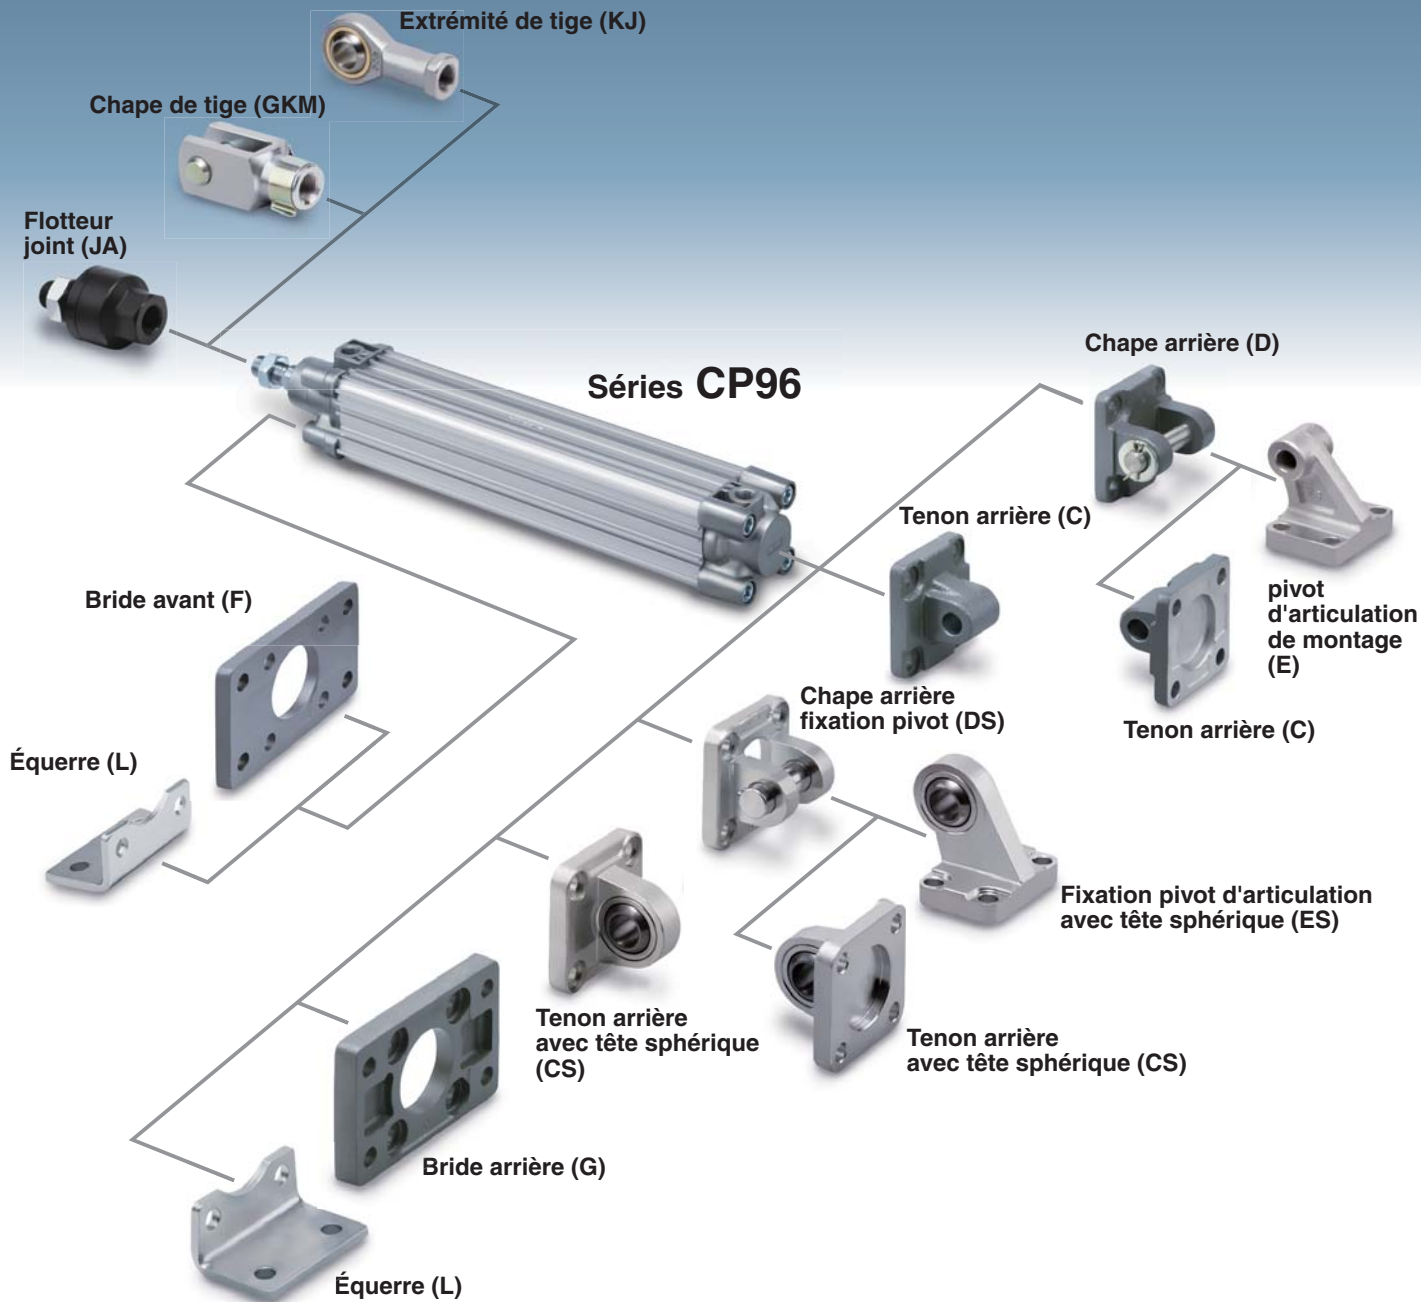 Extrémité de tige (KJ)
Chape de tige (GKM)
Flotteur
joint (JA)
Séries CP96
Chape arrière (D)
Tenon arrière (C)
pivot
d'articulation
de montage
(E)
Bride avant (F)
Chape arrière
fixation pivot (DS)
Tenon arrière (C)
Équerre (L)
Fixation pivot d'articulation
avec tête sphérique (ES)
Tenon arrière
avec tête sphérique
(CS)
Tenon arrière
avec tête sphérique (CS)
Bride arrière (G)
Équerre (L)